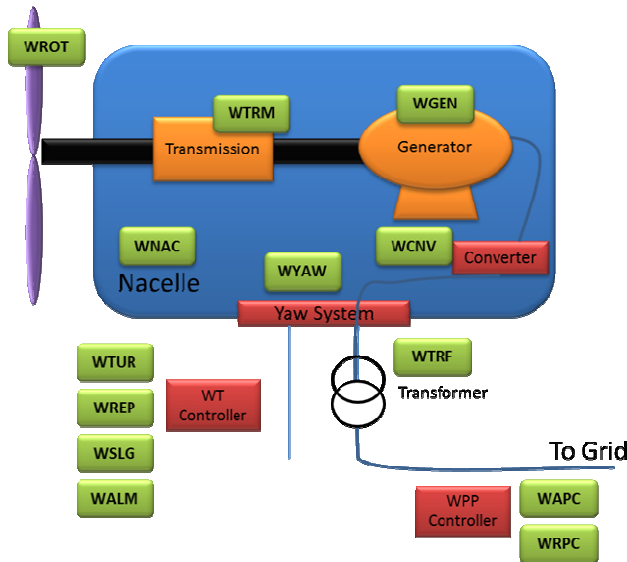 WROT
WTRM
WGEN
Transmission
Generator
WNAC
WYAW
WCNV
Converter
Nacelle
Yaw System
WTUR
WTRF
WT
Controller
Transformer
WREP
WSLG
To Grid
WALM
WPP
Controller
WAPC
WRPC